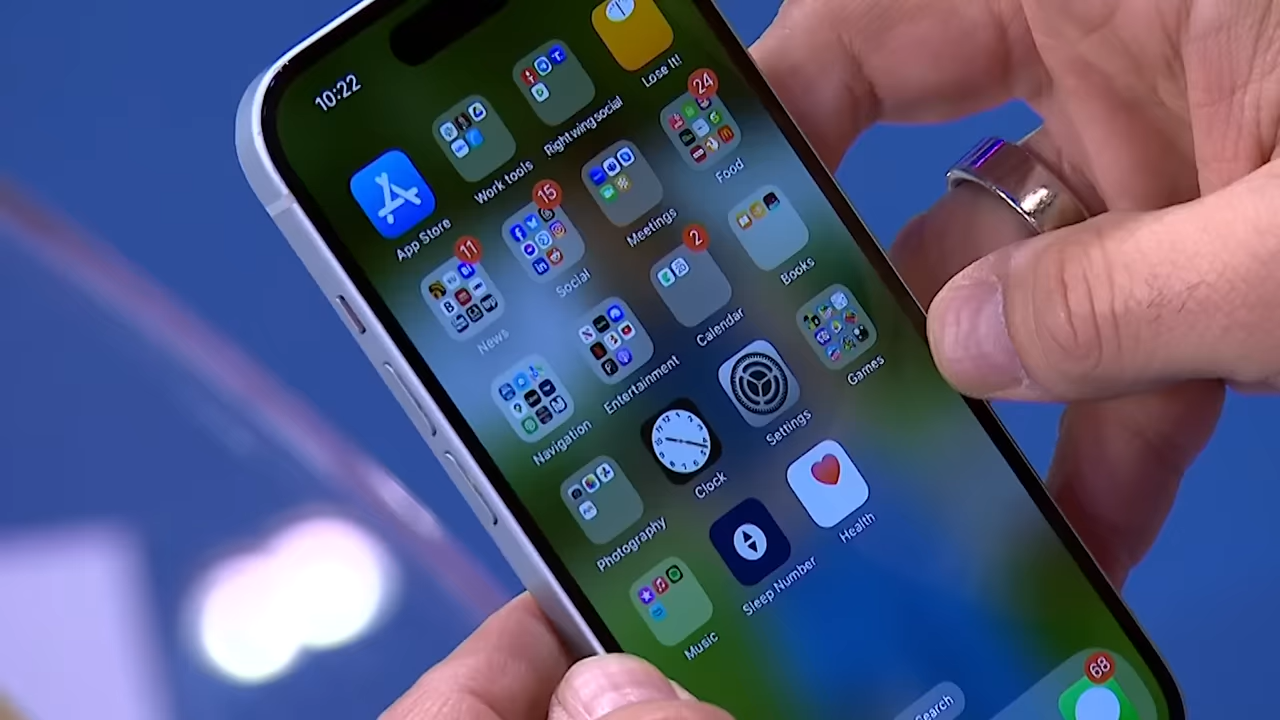 10:22
App Store
Work tools
Right wing social
Lose It!
11
News
15
Social
Meetings
24
Food
Navigation
Entertainment
2
Calendar
Books
Photography
Clock
Settings
Games
Music
Sleep Number
Health
Search
68